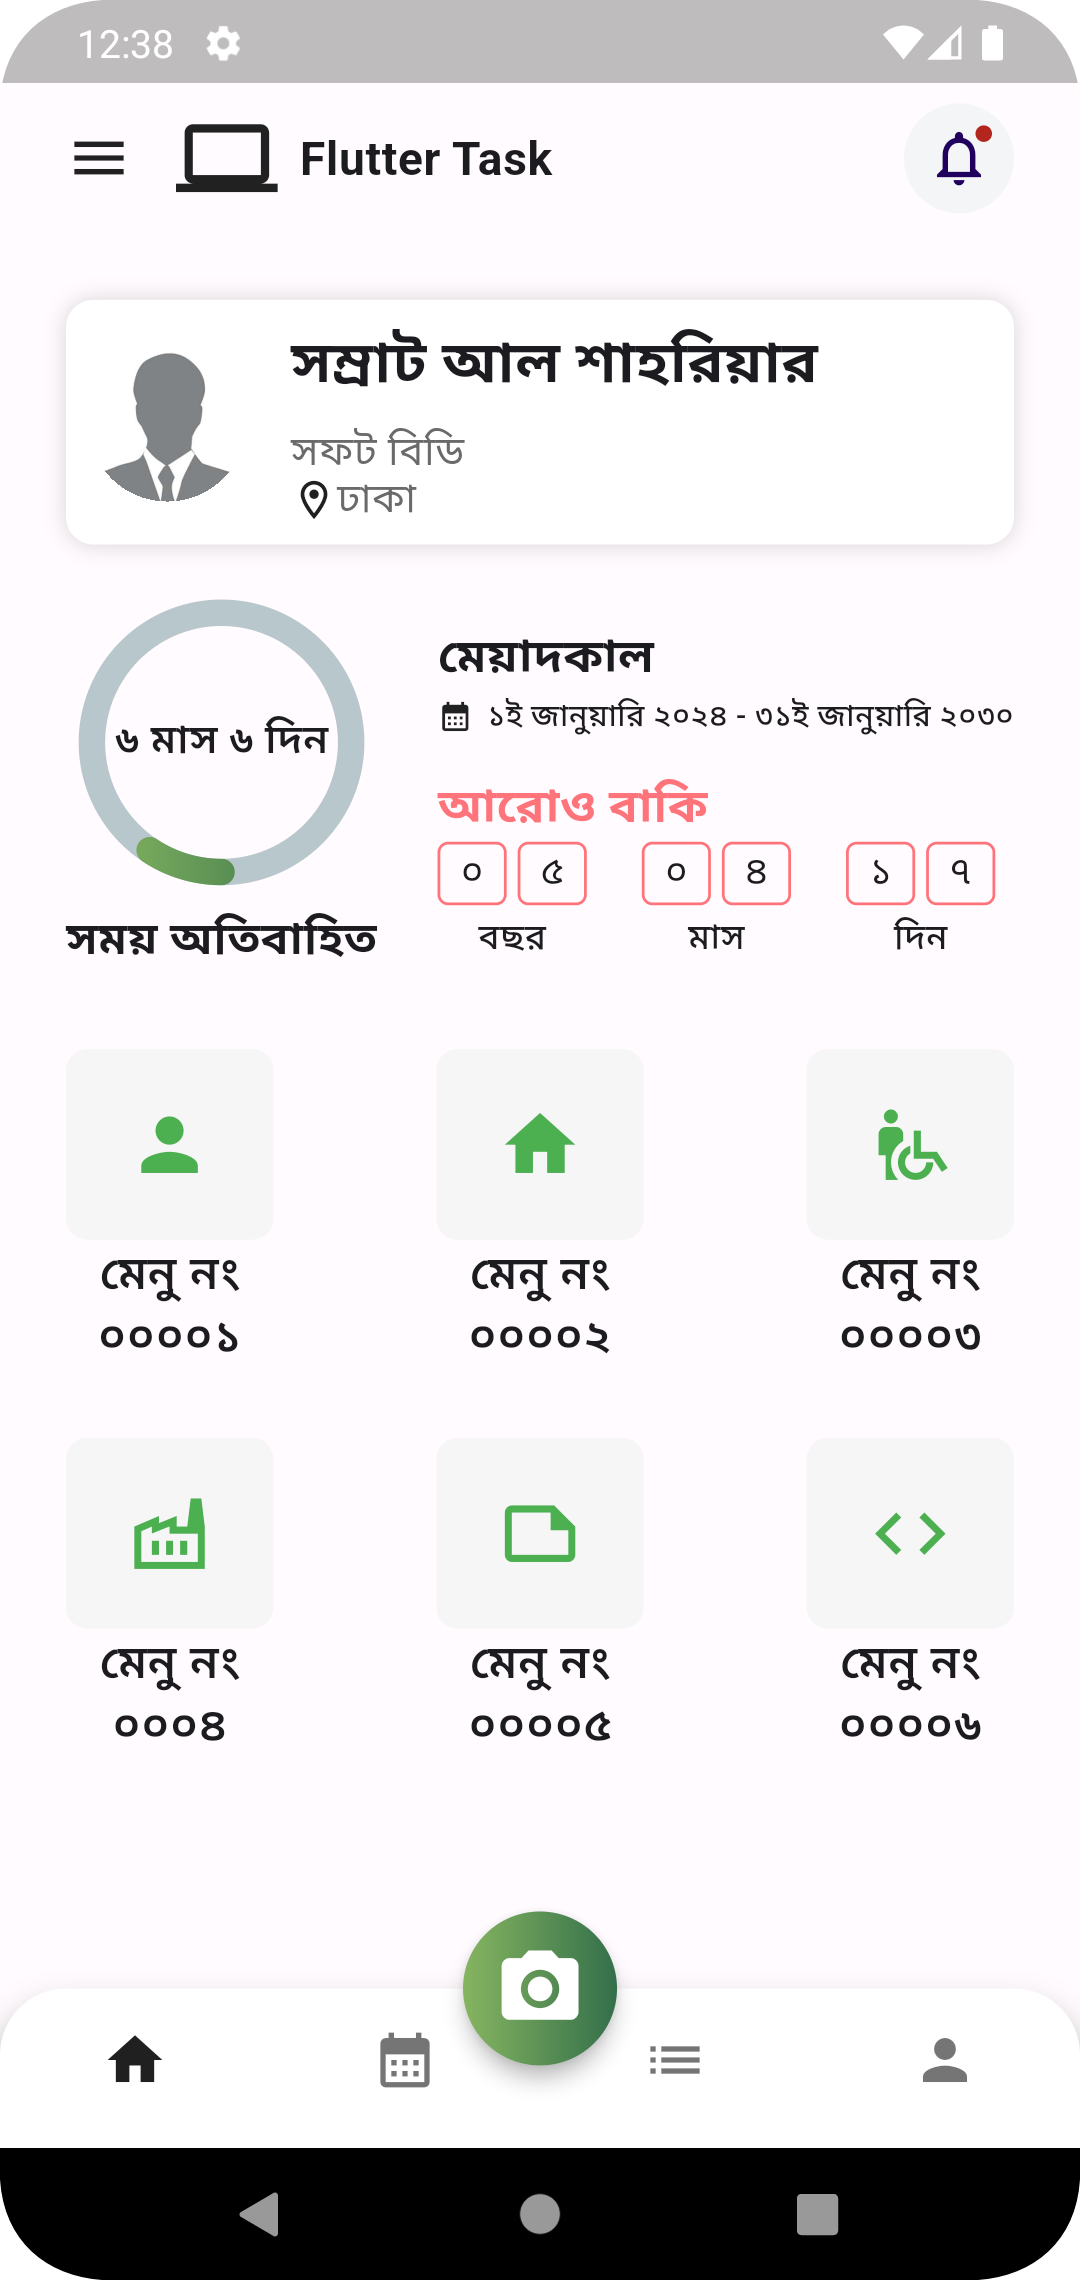 12:38
Flutter Task
সম্রাট আল শাহরিয়ার
সফট বিডি
ঢাকা
৬ মাস ৬ দিন
সময় অতিবাহিত
মেয়াদকাল
১ই জানুয়ারি ২০২৪ - ৩১ই জানুয়ারি ২০৩০
আরোও বাকি
০ ৫ ০ ৪ ১ ৭
বছর মাস দিন
মেনু নং মেনু নং মেনু নং
০০০০১ ০০০০২ ০০০০৩
মেনু নং মেনু নং মেনু নং
০০০৪ ০০০০৫ ০০০০৬